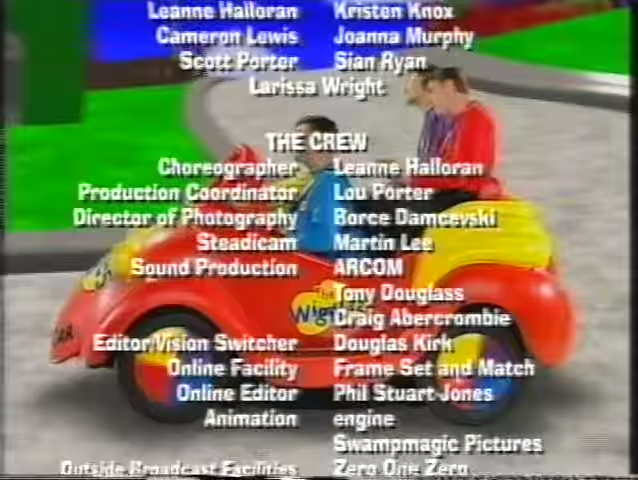 Leanne Halloran Kristen Knox
Cameron Lewis Joanna Murphy
Scott Porter Sian Ryan
Larissa Wright
THE CREW
Choreographer Leanne Halloran
Production Coordinator Lou Porter
Director of Photography Borce Damcevski
Steadicam Martin Lee
Sound Production ARCOM
Tony Douglass
The
Wiggles
Craig Abercrombie
Editor/Vision Switcher Douglas Kirk
Online Facility Frame Set and Match
Online Editor Phil Stuart-Jones
Animation engine
Swampmagic Pictures
Outside Broadcast Facilities Zero One Zero